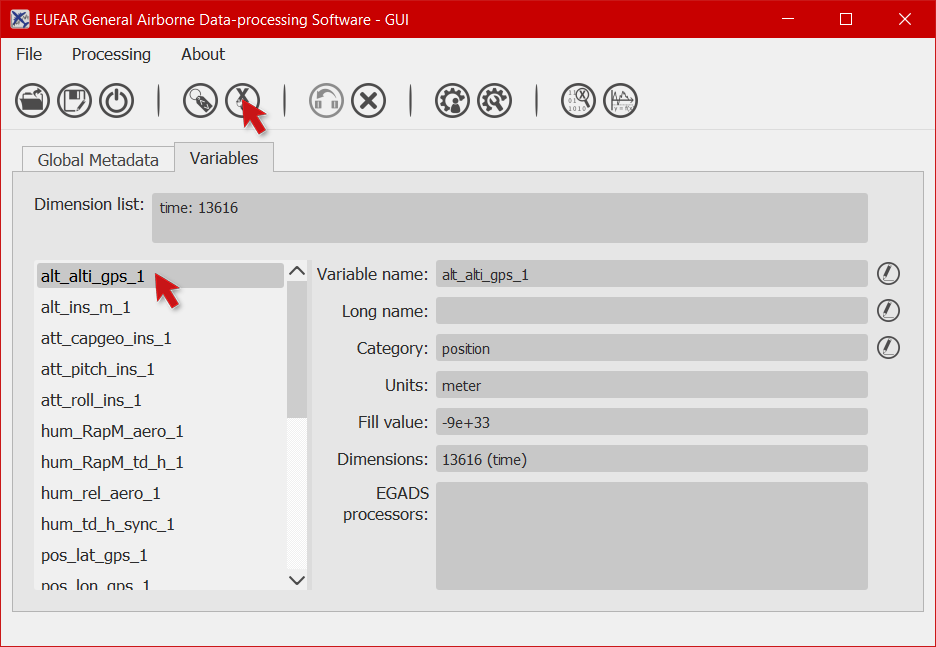 EUFAR General Airborne Data-processing Software - GUI
File Processing About
Global Metadata Variables
Dimension list: time: 13616
alt_alti_gps_1
alt_ins_m_1
att_capgeo_ins_1
att_pitch_ins_1
att_roll_ins_1
hum_RapM_aero_1
hum_RapM_td_h_1
hum_rel_aero_1
hum_td_h_sync_1
pos_lat_gps_1
pos_lon_gps_1
Variable name: alt_alti_gps_1
Long name:
Category: position
Units: meter
Fill value: -9e+33
Dimensions: 13616 (time)
EGADS
processors: